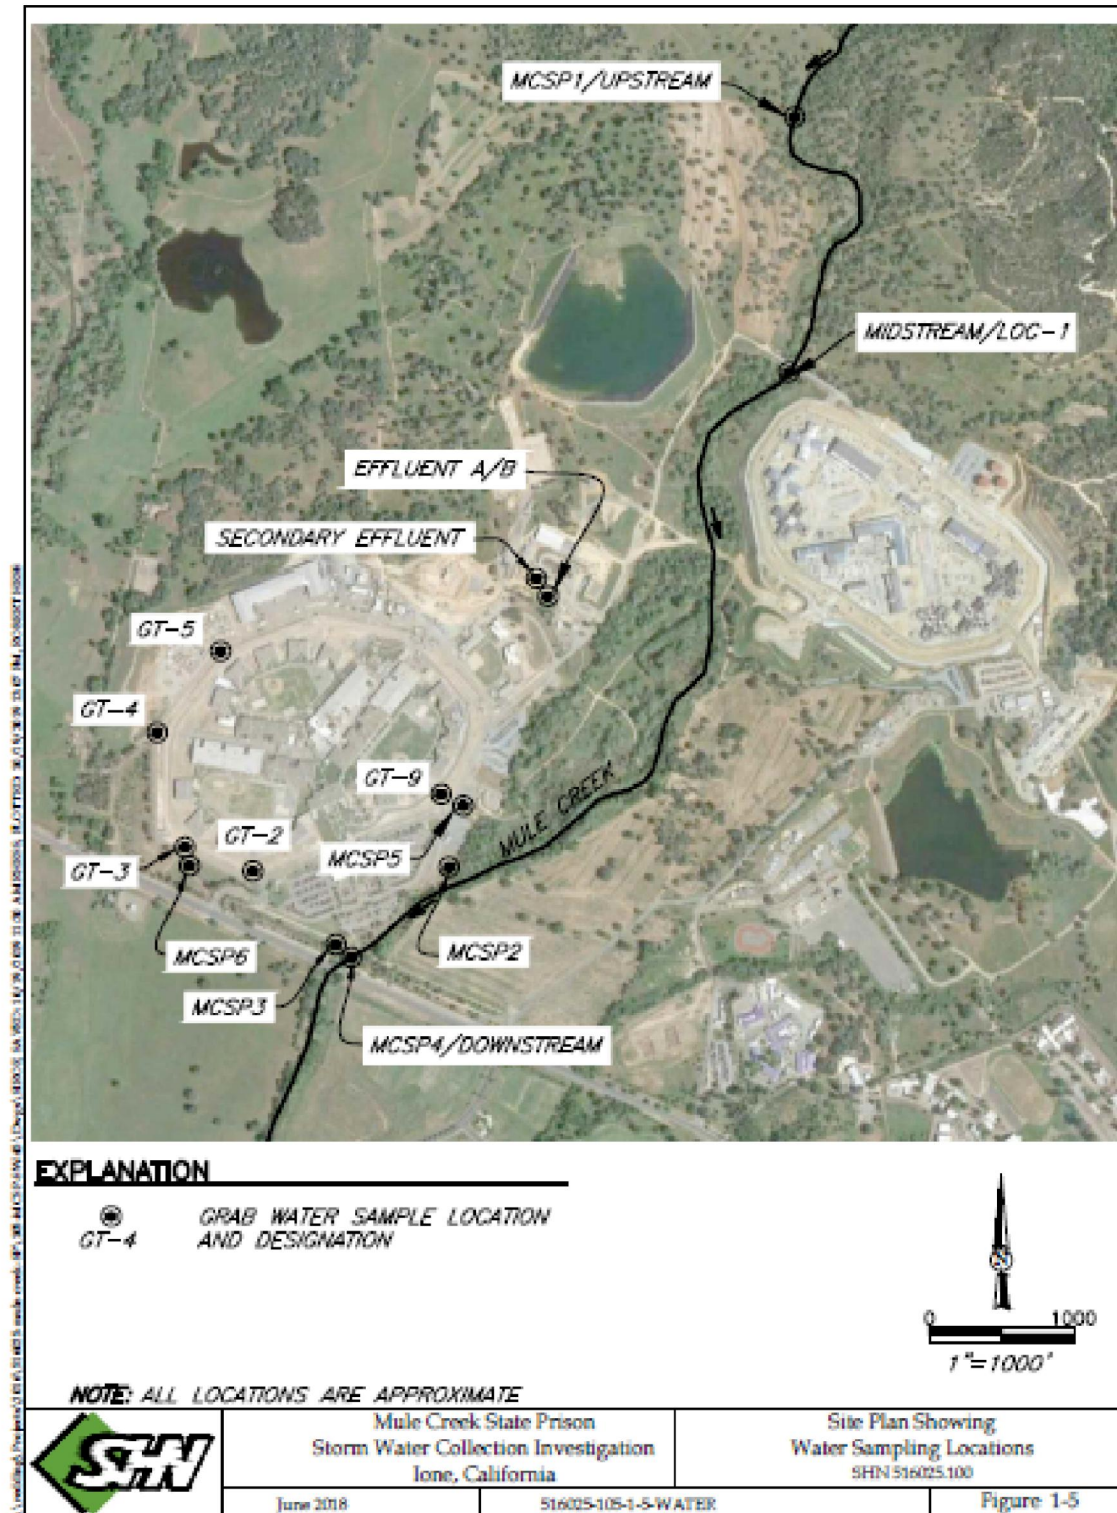 MCSP1/UPSTREAM
MIDSTREAM/LOC-1
EFFLUENT A/B
SECONDARY EFFLUENT
GT-5
GT-4
GT-9
MULE CREEK
GT-2
MCSP5
GT-3
MCSP6
MCSP2
MCSP3
MCSP4/DOWNSTREAM
EXPLANATION
GT-4
GRAB WATER SAMPLE LOCATION
AND DESIGNATION
0 1000
1"=1000'
NOTE: ALL LOCATIONS ARE APPROXIMATE
SHN
Mule Creek State Prison
Storm Water Collection Investigation
Ione, California
Site Plan Showing
Water Sampling Locations
SHN 516025.100
June 2018
516025-105-1-5-WATER
Figure 1-5